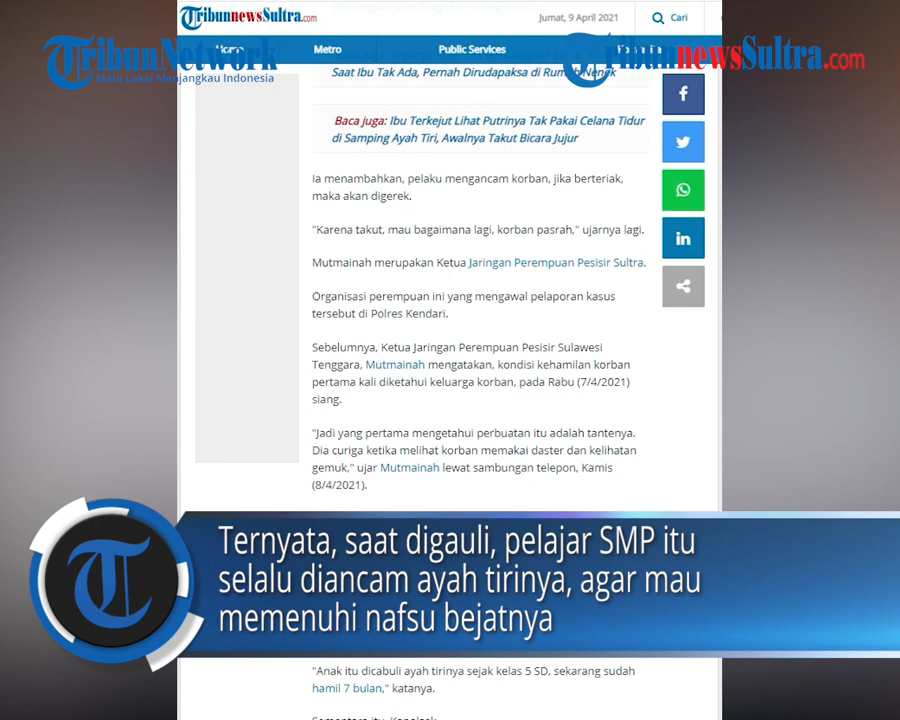 TribunnewsSultra.com
Jumat, 9 April 2021
Cari
TribunNetwork
Mata Lokal Menjangkau Indonesia
Home
Metro
Public Services
TribunnewsSultra.com
Saat Ibu Tak Ada, Pernah Dirudapaksa di Rumah Nenek
Baca juga: Ibu Terkejut Lihat Putrinya Tak Pakai Celana Tidur
di Samping Ayah Tiri, Awalnya Takut Bicara Jujur
Ia menambahkan, pelaku mengancam korban, jika berteriak,
maka akan digerek.
"Karena takut, mau bagaimana lagi, korban pasrah," ujarnya lagi.
Mutmainah merupakan Ketua Jaringan Perempuan Pesisir Sultra.
Organisasi perempuan ini yang mengawal pelaporan kasus
tersebut di Polres Kendari.
Sebelumnya, Ketua Jaringan Perempuan Pesisir Sulawesi
Tenggara, Mutmainah mengatakan, kondisi kehamilan korban
pertama kali diketahui keluarga korban, pada Rabu (7/4/2021)
siang.
"Jadi yang pertama mengetahui perbuatan itu adalah tantenya.
Dia curiga ketika melihat korban memakai daster dan kelihatan
gemuk," ujar Mutmainah lewat sambungan telepon, Kamis
(8/4/2021).
Ternyata, saat digauli, pelajar SMP itu
selalu diancam ayah tirinya, agar mau
memenuhi nafsu bejatnya
"Anak itu dicabuli ayah tirinya sejak kelas 5 SD, sekarang sudah
hamil 7 bulan," katanya.